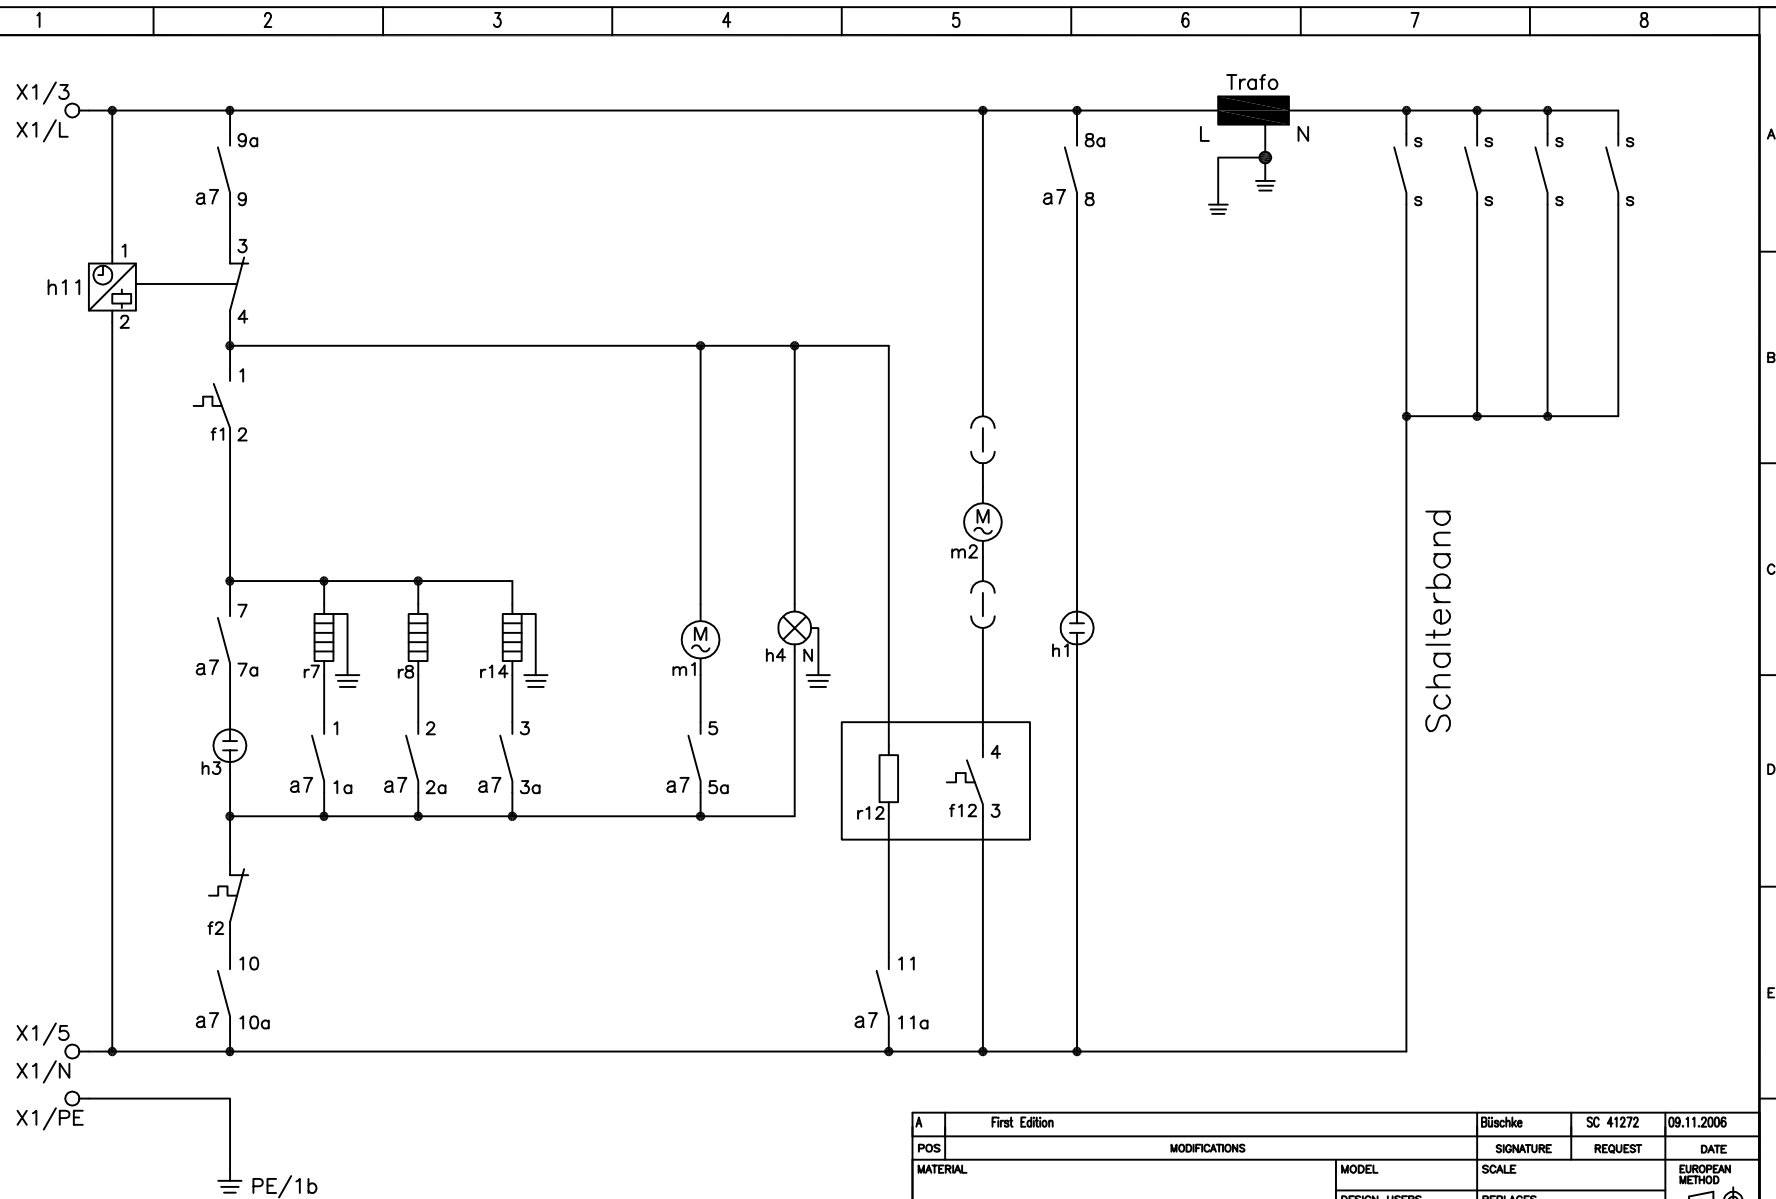 1 2 3 4 5 6 7 8
X1/3
X1/L
Trafo
L N
A
9a
a7 9
8a
a7 8
s s s s
s s s s
3
1
h11
4
2
B
1
f1 2
M
m2
C
Schalterband
7
a7 7a
r7 r8 r14
M
m1
h4 N
h1
h3
1 2 3 5
a7 1a a7 2a a7 3a a7 5a
4
r12 f12 3
D
f2
10
a7 10a
11
a7 11a
E
X1/5
X1/N
X1/PE
PE/1b
A First Edition Büschke SC 41272 09.11.2006
POS MODIFICATIONS SIGNATURE REQUEST DATE
MATERIAL MODEL SCALE EUROPEAN
METHOD